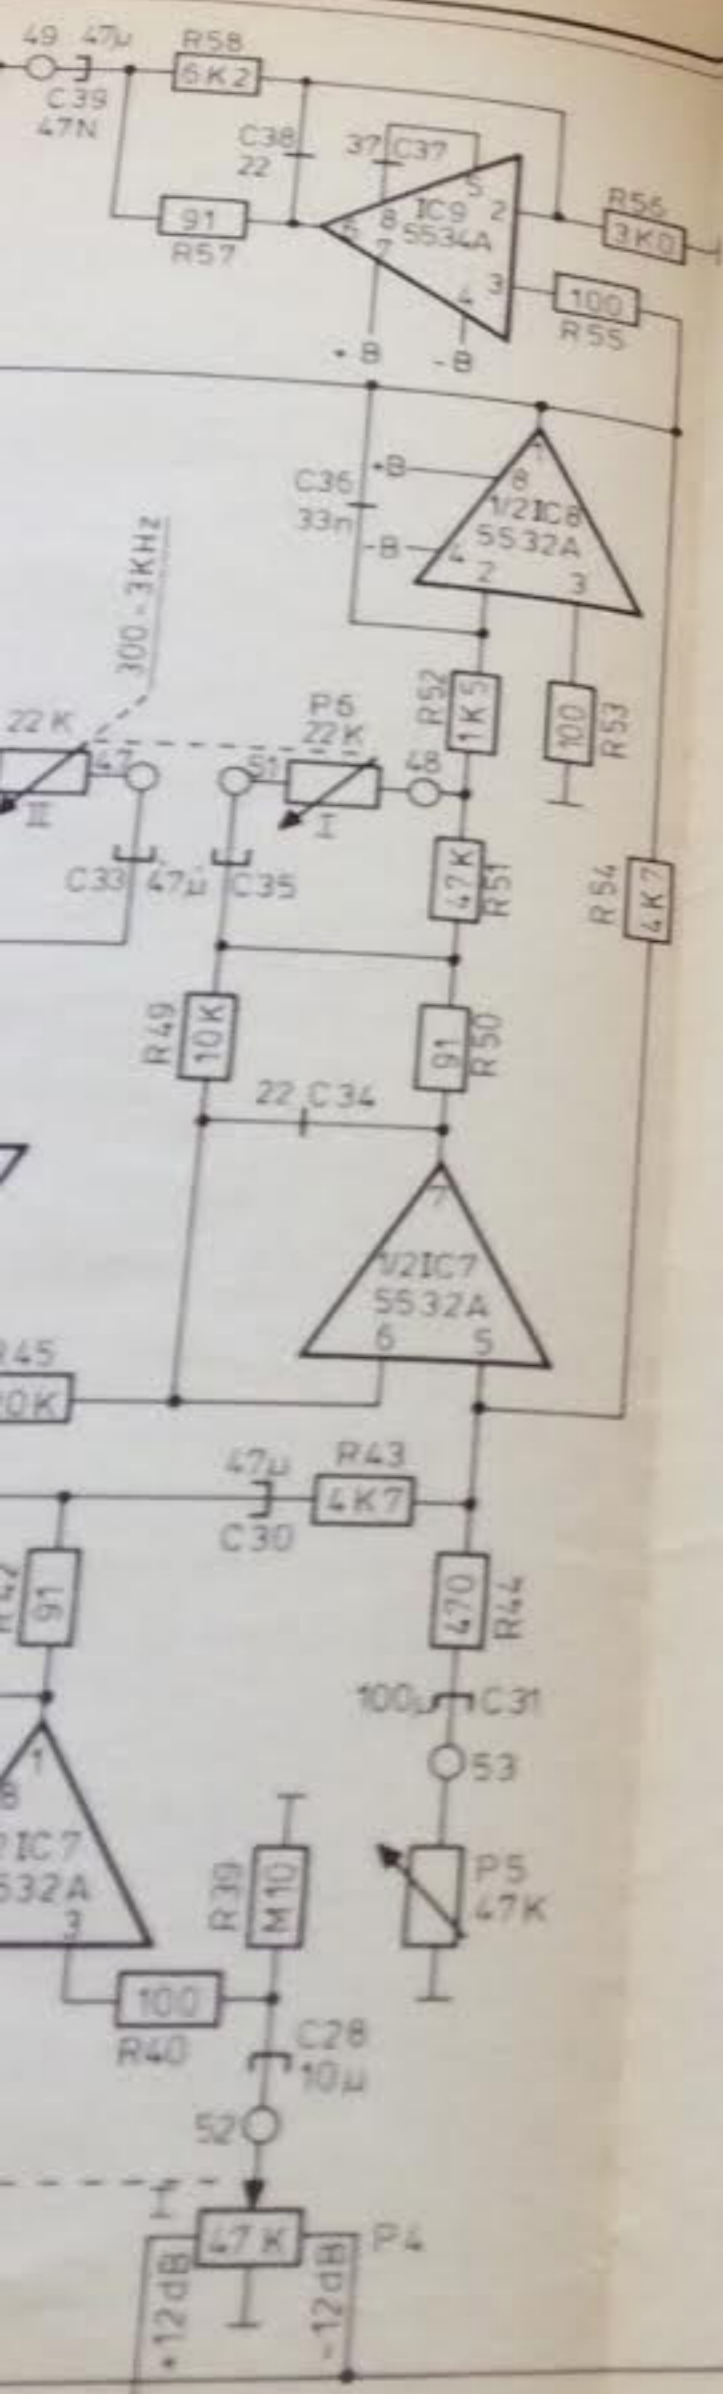 49 47μ R58
6K2
C39
47N
C38
22
37 C37
5
IC9
5534A
8
6
7
2
3
4
R56
3K0
91
R57
100
R55
+B
-B
1
+B
8
C36
33n
1/2IC8
5532A
-B
4
2
3
300-3KHz
R52
1K5
100
R53
22K
P6
22K
47
51
48
II
I
C33
47μ
C35
47K
R51
R54
4K7
R49
10K
91
R50
22 C34
7
1/2IC7
5532A
6
5
R45
0K
47μ
R43
4K7
C30
91
470
R44
100μ
C31
53
1
8
2IC7
532A
3
R39
M10
P5
47K
100
R40
C28
10μ
52
I
47K
P4
+12dB
-12dB